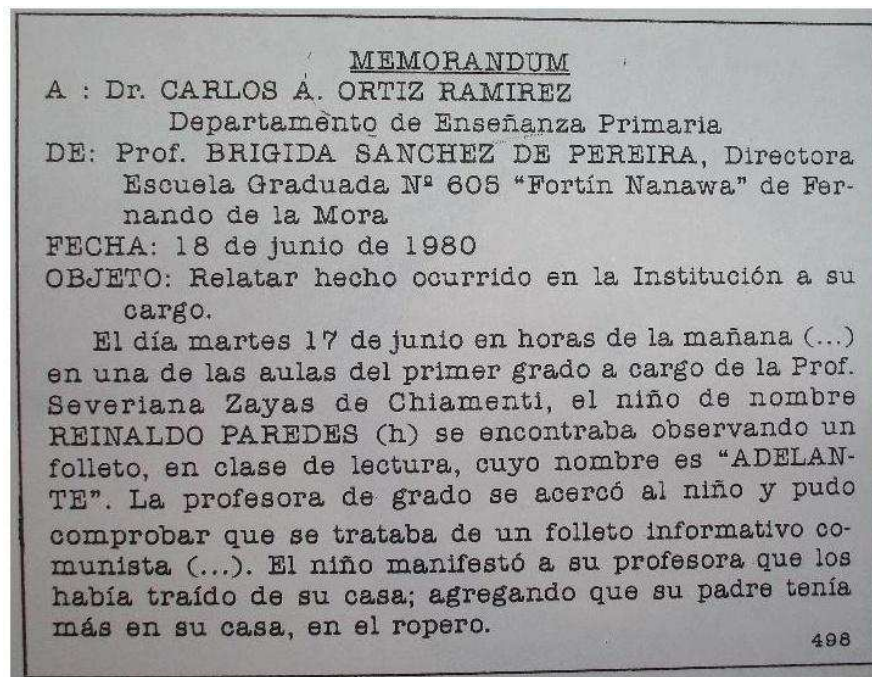 MEMORANDUM
A : Dr. CARLOS A. ORTIZ RAMIREZ
Departamento de Enseñanza Primaria
DE: Prof. BRIGIDA SANCHEZ DE PEREIRA, Directora
Escuela Graduada Nº 605 “Fortín Nanawa” de Fer-
nando de la Mora
FECHA: 18 de junio de 1980
OBJETO: Relatar hecho ocurrido en la Institución a su
cargo.
El día martes 17 de junio en horas de la mañana (...)
en una de las aulas del primer grado a cargo de la Prof.
Severiana Zayas de Chiamenti, el niño de nombre
REINALDO PAREDES (h) se encontraba observando un
folleto, en clase de lectura, cuyo nombre es “ADELAN-
TE”. La profesora de grado se acercó al niño y pudo
comprobar que se trataba de un folleto informativo co-
munista (...). El niño manifestó a su profesora que los
había traído de su casa; agregando que su padre tenía
más en su casa, en el ropero.
498